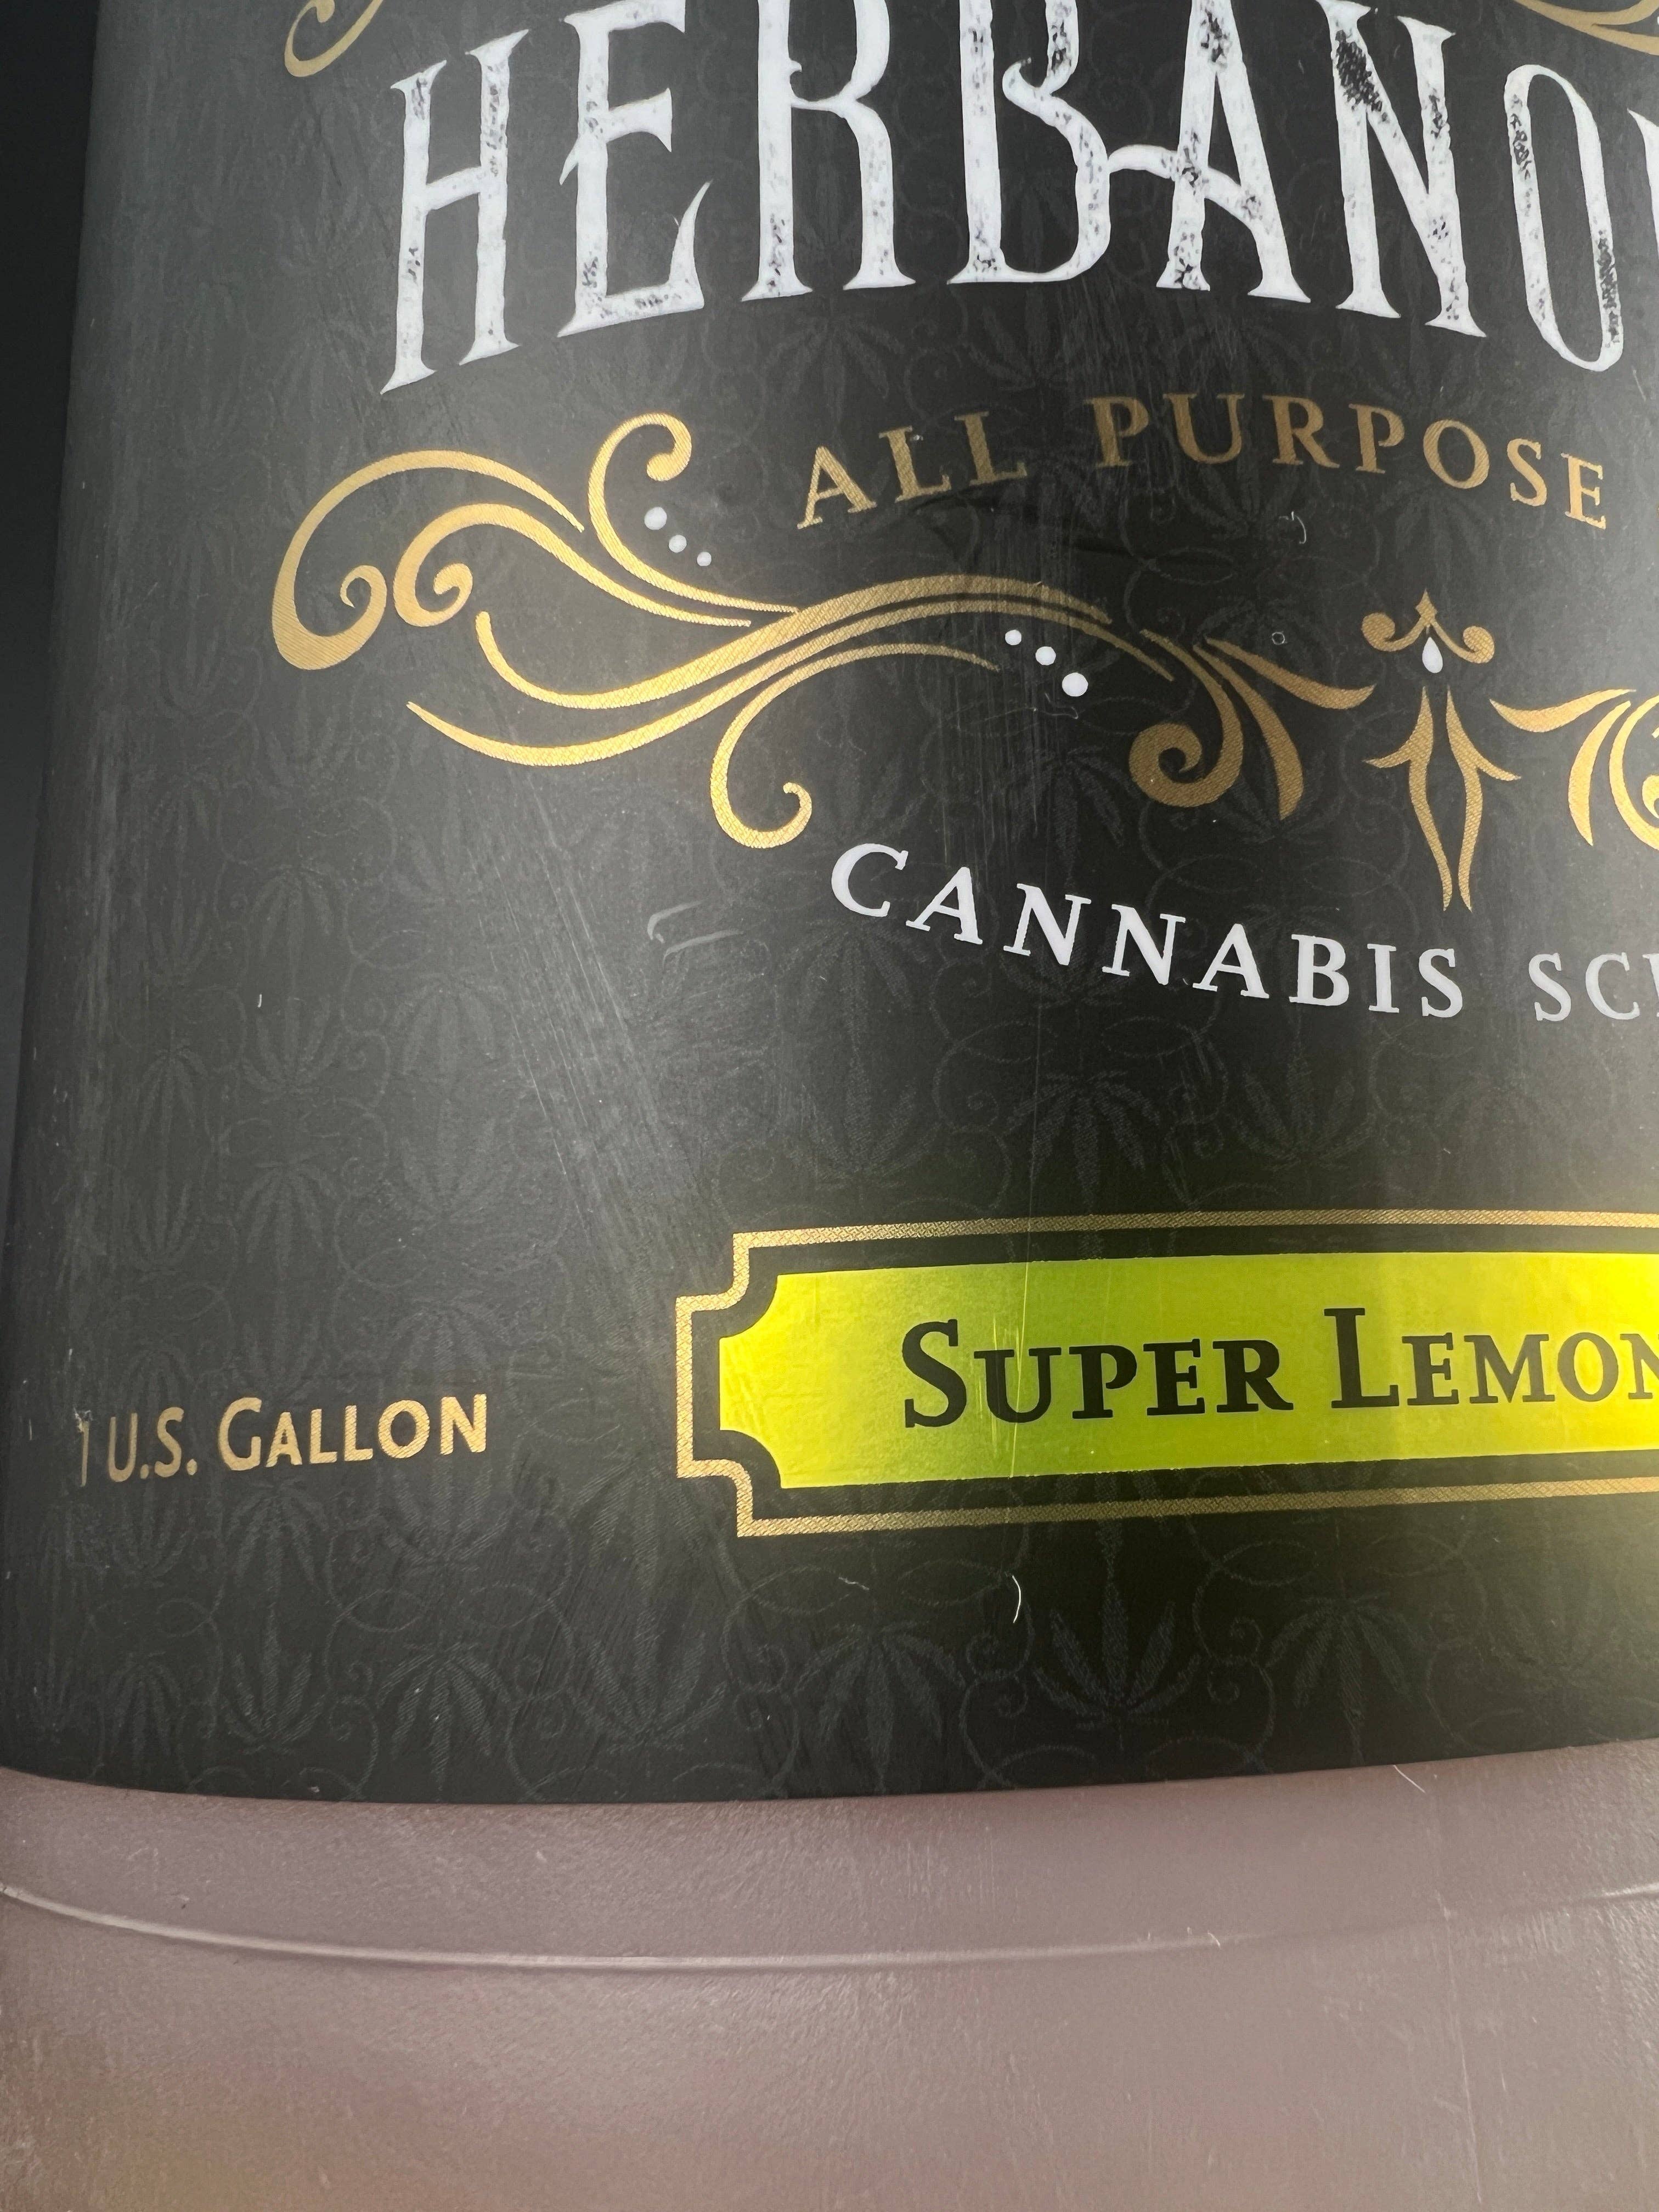 HERBANO
ALL PURPOSE
CANNABIS SC
1 U.S. GALLON
SUPER LEMON